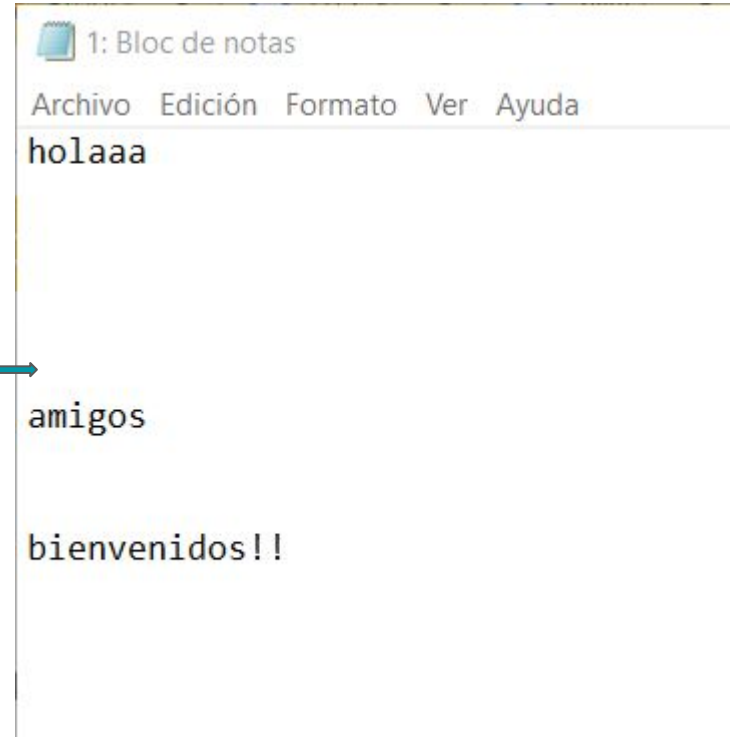 1: Bloc de notas
Archivo Edición Formato Ver Ayuda
holaaa
amigos
bienvenidos!!